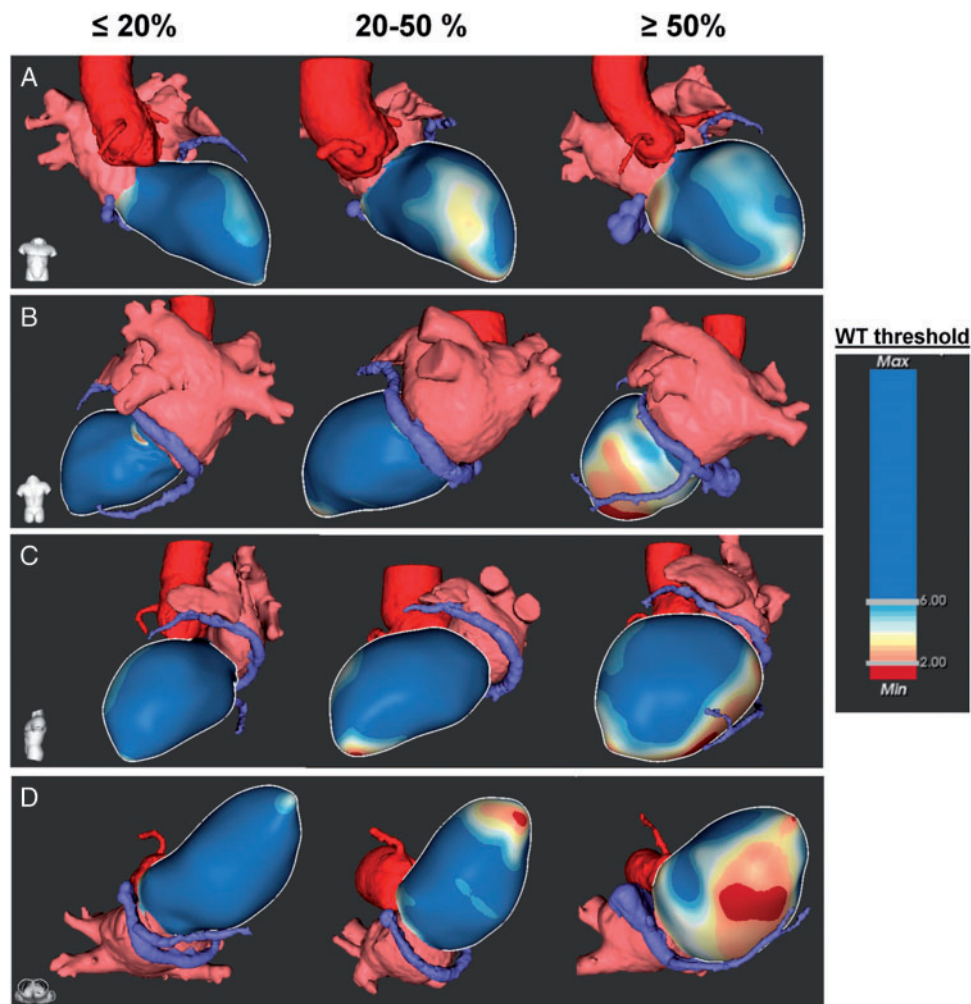 ≤ 20%
20-50 %
≥ 50%
A
B
C
D
WT threshold
Max
6.00
2.00
Min